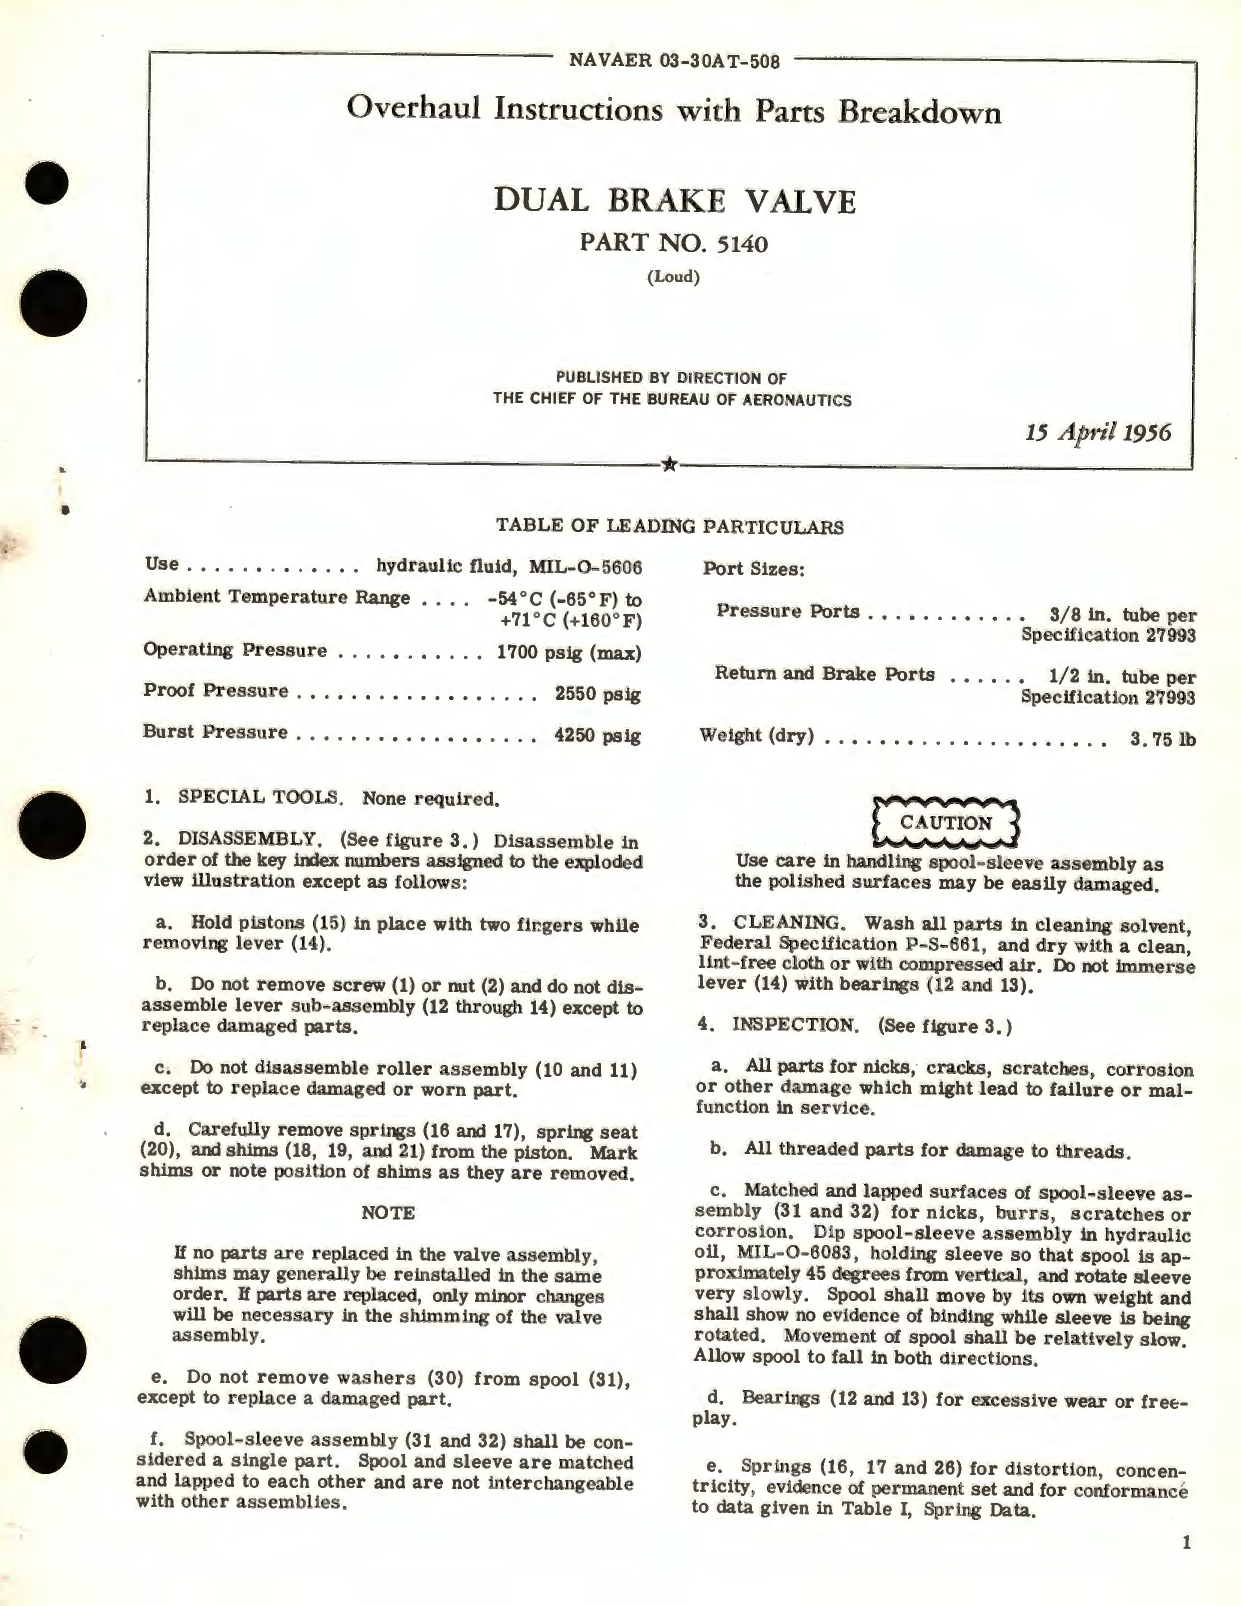 NAVAER 03-30AT-508
Overhaul Instructions with Parts Breakdown
DUAL BRAKE VALVE
PART NO. 5140
(Loud)
PUBLISHED BY DIRECTION OF
THE CHIEF OF THE BUREAU OF AERONAUTICS
15 April 1956
TABLE OF LEADING PARTICULARS
Use . . . . . . . . . . . . . hydraulic fluid, MIL-O-5606
Ambient Temperature Range . . . . -54°C (-65°F) to
+71°C (+160°F)
Operating Pressure . . . . . . . . . . . 1700 psig (max)
Proof Pressure . . . . . . . . . . . . . . . . . . 2550 psig
Burst Pressure . . . . . . . . . . . . . . . . . . 4250 psig
Port Sizes:
Pressure Ports . . . . . . . . . . . . 3/8 in. tube per
Specification 27993
Return and Brake Ports . . . . . . 1/2 in. tube per
Specification 27993
Weight (dry) . . . . . . . . . . . . . . . . . . . . . 3.75 lb
1. SPECIAL TOOLS. None required.
2. DISASSEMBLY. (See figure 3.) Disassemble in
order of the key index numbers assigned to the exploded
view illustration except as follows:
a. Hold pistons (15) in place with two fingers while
removing lever (14).
b. Do not remove screw (1) or nut (2) and do not dis-
assemble lever sub-assembly (12 through 14) except to
replace damaged parts.
c. Do not disassemble roller assembly (10 and 11)
except to replace damaged or worn part.
d. Carefully remove springs (16 and 17), spring seat
(20), and shims (18, 19, and 21) from the piston. Mark
shims or note position of shims as they are removed.
NOTE
If no parts are replaced in the valve assembly,
shims may generally be reinstalled in the same
order. If parts are replaced, only minor changes
will be necessary in the shimming of the valve
assembly.
e. Do not remove washers (30) from spool (31),
except to replace a damaged part.
f. Spool-sleeve assembly (31 and 32) shall be con-
sidered a single part. Spool and sleeve are matched
and lapped to each other and are not interchangeable
with other assemblies.
CAUTION
Use care in handling spool-sleeve assembly as
the polished surfaces may be easily damaged.
3. CLEANING. Wash all parts in cleaning solvent,
Federal Specification P-S-661, and dry with a clean,
lint-free cloth or with compressed air. Do not immerse
lever (14) with bearings (12 and 13).
4. INSPECTION. (See figure 3.)
a. All parts for nicks, cracks, scratches, corrosion
or other damage which might lead to failure or mal-
function in service.
b. All threaded parts for damage to threads.
c. Matched and lapped surfaces of spool-sleeve as-
sembly (31 and 32) for nicks, burrs, scratches or
corrosion. Dip spool-sleeve assembly in hydraulic
oil, MIL-O-6083, holding sleeve so that spool is ap-
proximately 45 degrees from vertical, and rotate sleeve
very slowly. Spool shall move by its own weight and
shall show no evidence of binding while sleeve is being
rotated. Movement of spool shall be relatively slow.
Allow spool to fall in both directions.
d. Bearings (12 and 13) for excessive wear or free-
play.
e. Springs (16, 17 and 26) for distortion, concen-
tricity, evidence of permanent set and for conformance
to data given in Table I, Spring Data.
1